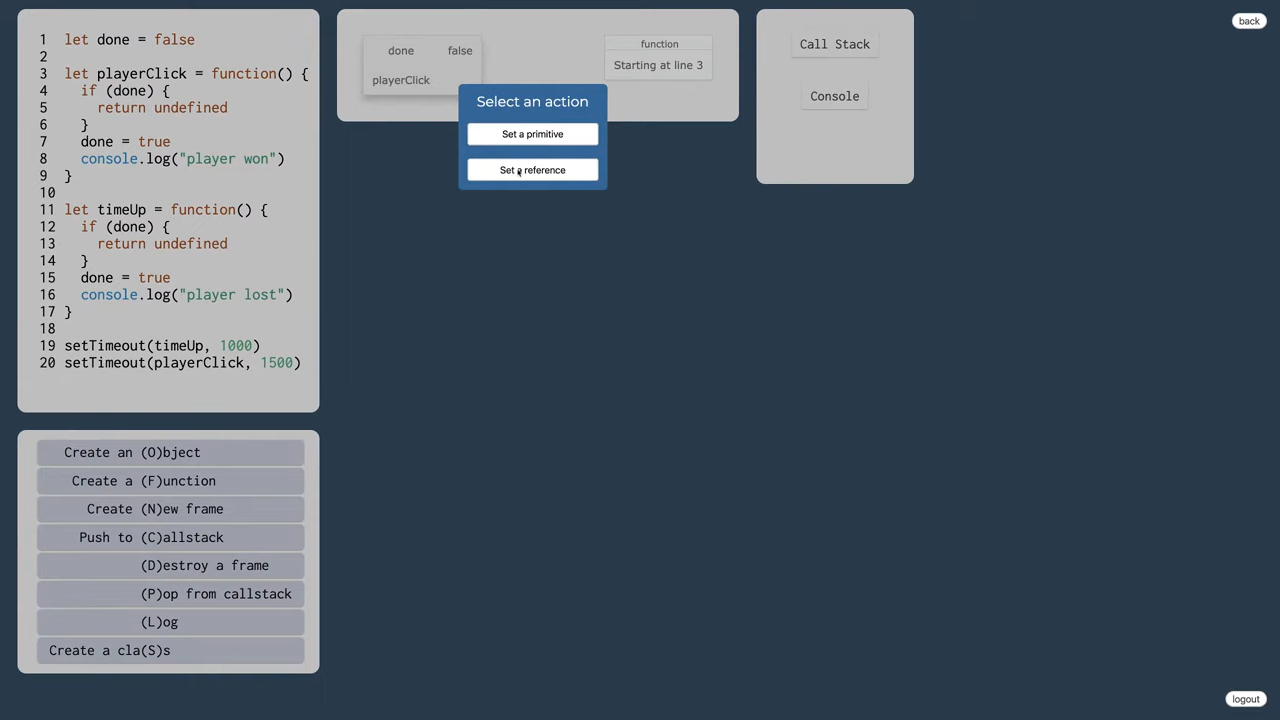 1 let done = false
2
3 let playerClick = function() {
4 if (done) {
5 return undefined
6 }
7 done = true
8 console.log("player won")
9 }
10
11 let timeUp = function() {
12 if (done) {
13 return undefined
14 }
15 done = true
16 console.log("player lost")
17 }
18
19 setTimeout(timeUp, 1000)
20 setTimeout(playerClick, 1500)
done false
playerClick
function
Starting at line 3
Select an action
Set a primitive
Set a reference
Call Stack
Console
back
Create an (O)bject
Create a (F)unction
Create (N)ew frame
Push to (C)allstack
(D)estroy a frame
(P)op from callstack
(L)og
Create a cla(S)s
logout